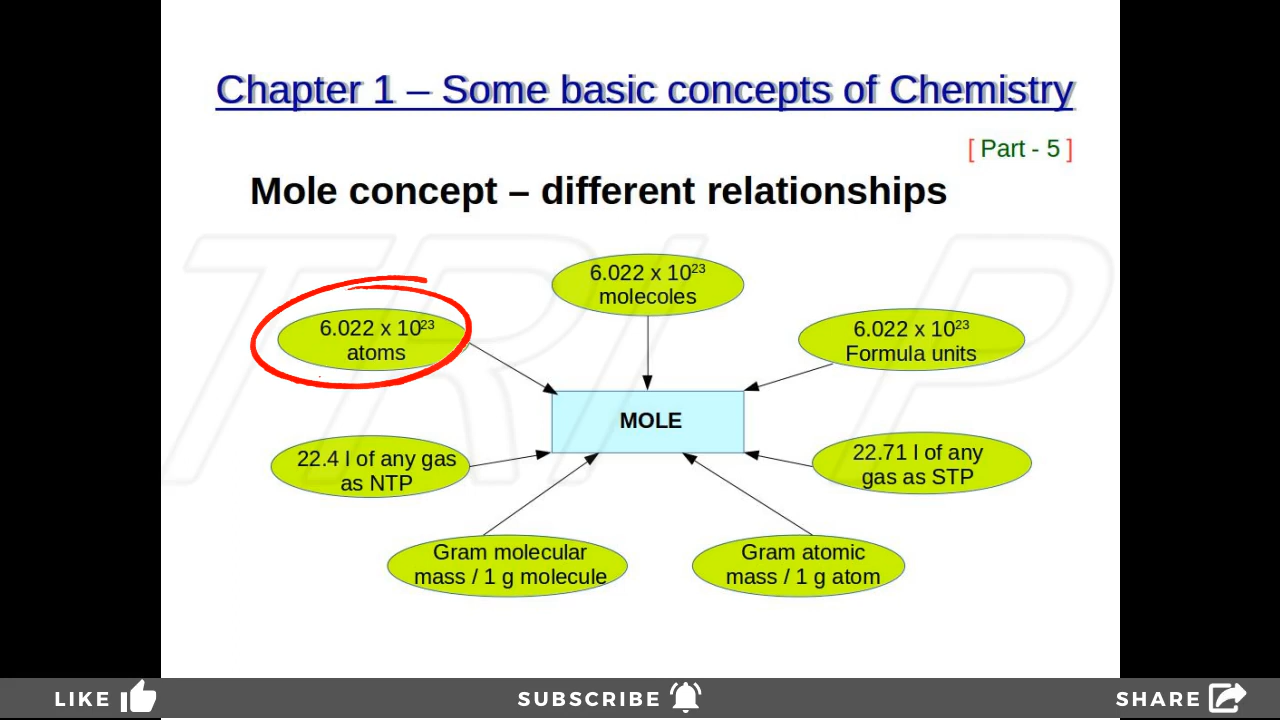 Chapter 1 – Some basic concepts of Chemistry
[ Part - 5 ]
Mole concept – different relationships
6.022 x 10²³
molecoles
6.022 x 10²³
atoms
6.022 x 10²³
Formula units
MOLE
22.4 l of any gas
as NTP
22.71 l of any
gas as STP
Gram molecular
mass / 1 g molecule
Gram atomic
mass / 1 g atom
LIKE
SUBSCRIBE
SHARE